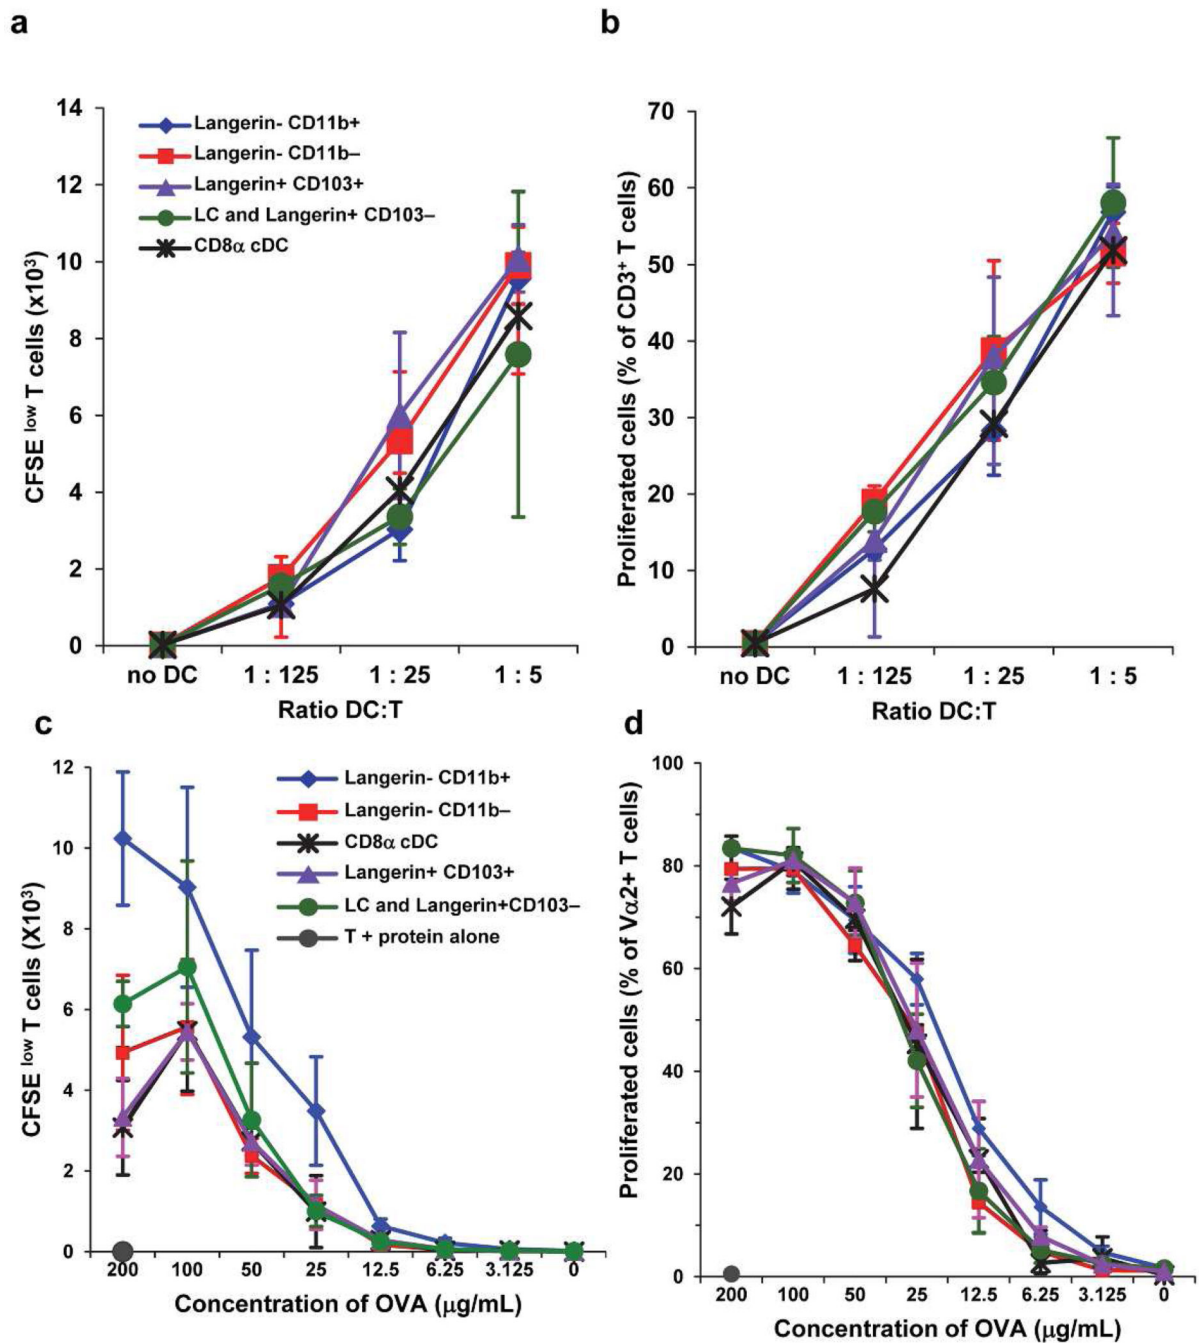 a
b
14
12
10
8
6
4
2
0
CFSE low T cells (x10³)
Langerin- CD11b+
Langerin- CD11b–
Langerin+ CD103+
LC and Langerin+ CD103–
CD8α cDC
no DC 1 : 125 1 : 25 1 : 5
Ratio DC:T
70
60
50
40
30
20
10
0
Proliferated cells (% of CD3⁺ T cells)
no DC 1 : 125 1 : 25 1 : 5
Ratio DC:T
c
d
12
10
8
6
4
2
0
CFSE low T cells (X10³)
Langerin- CD11b+
Langerin- CD11b–
CD8α cDC
Langerin+ CD103+
LC and Langerin+CD103–
T + protein alone
200 100 50 25 12.5 6.25 3.125 0
Concentration of OVA (μg/mL)
100
80
60
40
20
0
Proliferated cells (% of Vα2+ T cells)
200 100 50 25 12.5 6.25 3.125 0
Concentration of OVA (μg/mL)